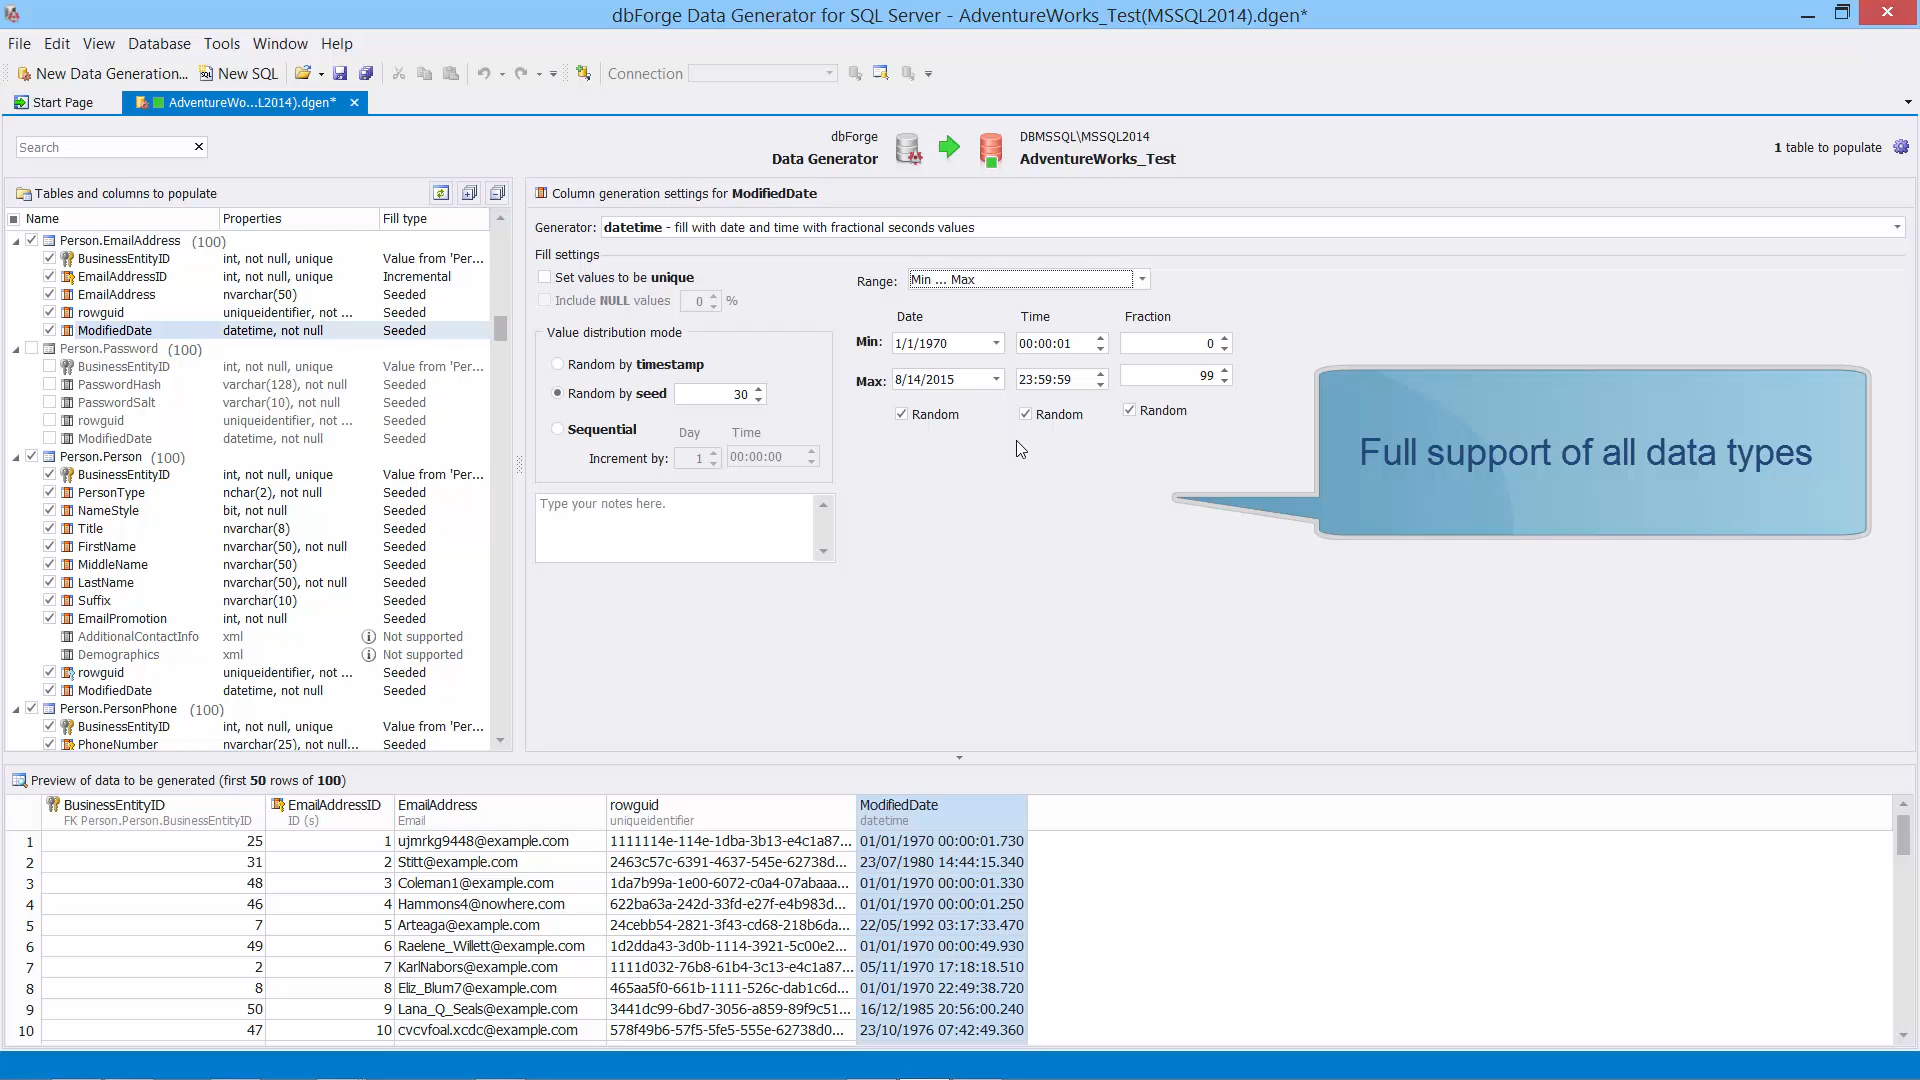 dbForge Data Generator for SQL Server - AdventureWorks_Test(MSSQL2014).dgen*
File Edit View Database Tools Window Help
New Data Generation... New SQL Connection
Start Page AdventureWo...L2014).dgen*
Search
dbForge
Data Generator
DBMSSQL\MSSQL2014
AdventureWorks_Test
1 table to populate
Tables and columns to populate
Name Properties Fill type
Person.EmailAddress (100)
BusinessEntityID int, not null, unique Value from 'Per...
EmailAddressID int, not null, unique Incremental
EmailAddress nvarchar(50) Seeded
rowguid uniqueidentifier, not ... Seeded
ModifiedDate datetime, not null Seeded
Person.Password (100)
BusinessEntityID int, not null, unique Value from 'Per...
PasswordHash varchar(128), not null Seeded
PasswordSalt varchar(10), not null Seeded
rowguid uniqueidentifier, not ... Seeded
ModifiedDate datetime, not null Seeded
Person.Person (100)
BusinessEntityID int, not null, unique Value from 'Per...
PersonType nchar(2), not null Seeded
NameStyle bit, not null Seeded
Title nvarchar(8) Seeded
FirstName nvarchar(50), not null Seeded
MiddleName nvarchar(50) Seeded
LastName nvarchar(50), not null Seeded
Suffix nvarchar(10) Seeded
EmailPromotion int, not null Seeded
AdditionalContactInfo xml Not supported
Demographics xml Not supported
rowguid uniqueidentifier, not ... Seeded
ModifiedDate datetime, not null Seeded
Person.PersonPhone (100)
BusinessEntityID int, not null, unique Value from 'Per...
PhoneNumber nvarchar(25), not null... Seeded
Column generation settings for ModifiedDate
Generator: datetime - fill with date and time with fractional seconds values
Fill settings
Set values to be unique
Include NULL values 0 %
Value distribution mode
Random by timestamp
Random by seed 30
Sequential Day Time
Increment by: 1 00:00:00
Type your notes here.
Range: Min ... Max
Date Time Fraction
Min: 1/1/1970 00:00:01 0
Max: 8/14/2015 23:59:59 99
Random Random Random
Full support of all data types
Preview of data to be generated (first 50 rows of 100)
BusinessEntityID EmailAddressID EmailAddress rowguid ModifiedDate
FK Person.Person.BusinessEntityID ID (s) Email uniqueidentifier datetime
1 25 1 ujmrkg9448@example.com 1111114e-114e-1dba-3b13-e4c1a87... 01/01/1970 00:00:01.730
2 31 2 Stitt@example.com 2463c57c-6391-4637-545e-62738d... 23/07/1980 14:44:15.340
3 48 3 Coleman1@example.com 1da7b99a-1e00-6072-c0a4-07abaaa... 01/01/1970 00:00:01.330
4 46 4 Hammons4@nowhere.com 622ba63a-242d-33fd-e27f-e4b983d... 01/01/1970 00:00:01.250
5 7 5 Arteaga@example.com 24cebb54-2821-3f43-cd68-218b6da... 22/05/1992 03:17:33.470
6 49 6 Raelene_Willett@example.com 1d2dda43-3d0b-1114-3921-5c00e2... 01/01/1970 00:00:49.930
7 2 7 KarlNabors@example.com 1111d032-76b8-61b4-3c13-e4c1a87... 05/11/1970 17:18:18.510
8 8 8 Eliz_Blum7@example.com 465aa5f0-661b-1111-526c-dab1c6d... 01/01/1970 22:49:38.720
9 50 9 Lana_Q_Seals@example.com 3441dc99-6bd7-3056-a859-89f9c51... 16/12/1985 20:56:00.240
10 47 10 cvcvfoal.xcdc@example.com 578f49b6-57f5-5fe5-555e-62738d0... 23/10/1976 07:42:49.360